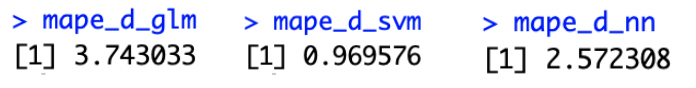 > mape_d_glm
[1] 3.743033
> mape_d_svm
[1] 0.969576
> mape_d_nn
[1] 2.572308